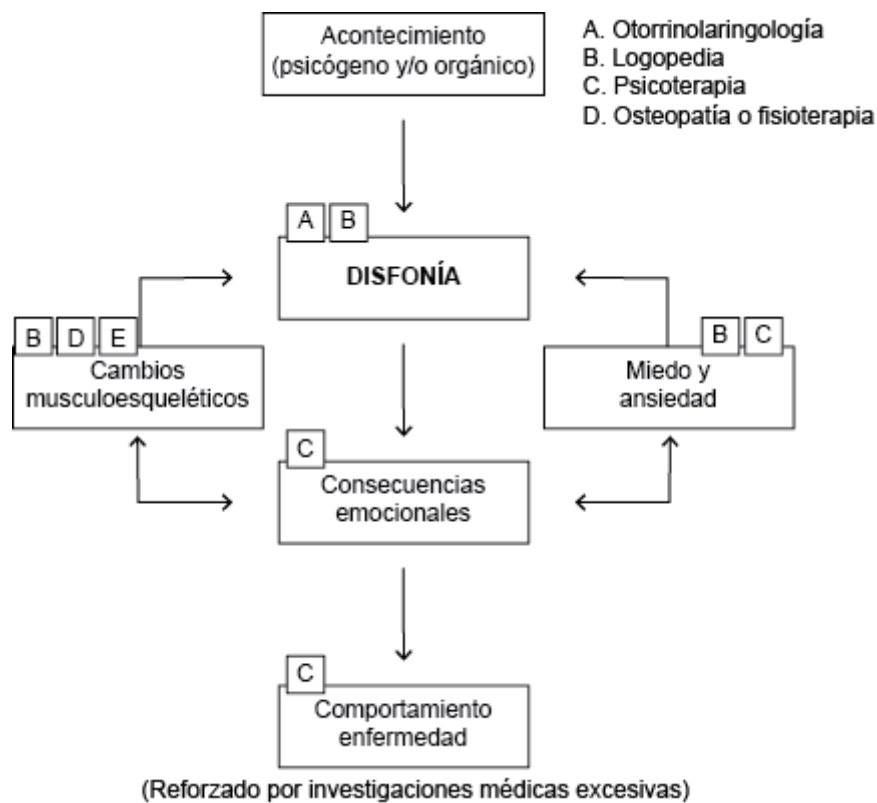 Acontecimiento
(psicógeno y/o orgánico)
A. Otorrinolaringología
B. Logopedia
C. Psicoterapia
D. Osteopatía o fisioterapia
A B
DISFONÍA
B D E
Cambios
musculoesqueléticos
B C
Miedo y
ansiedad
C
Consecuencias
emocionales
C
Comportamiento
enfermedad
(Reforzado por investigaciones médicas excesivas)